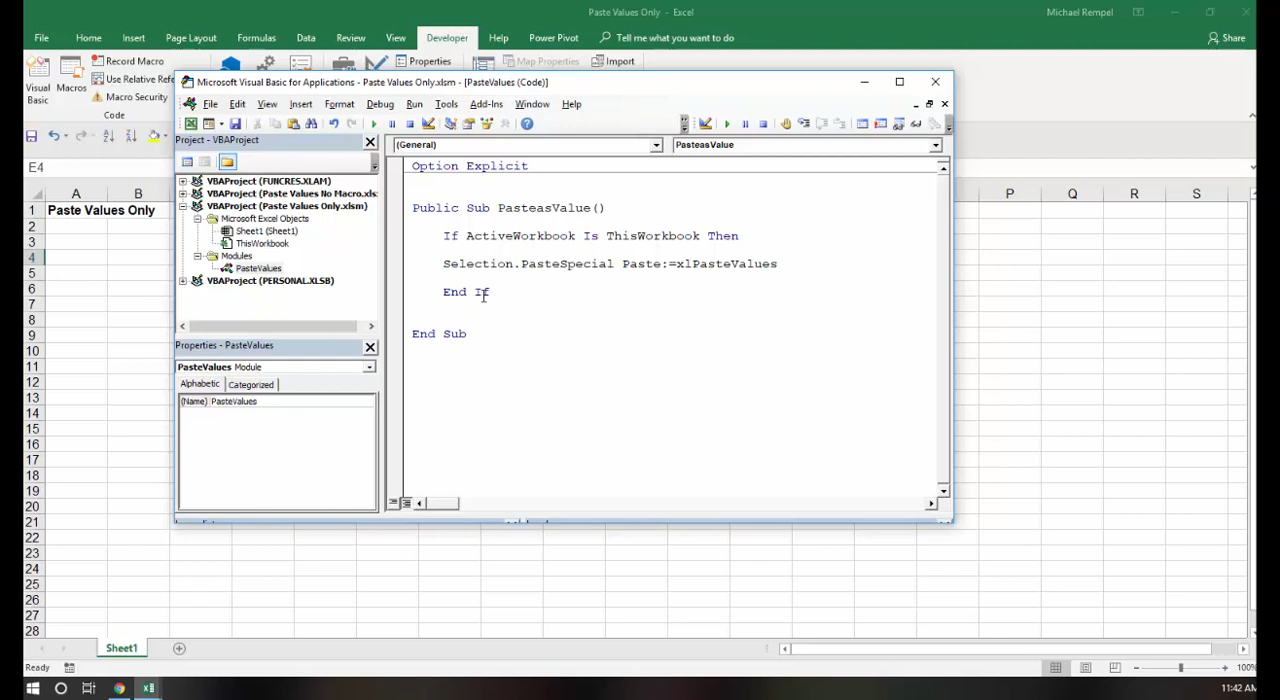 Paste Values Only - Excel
Michael Rempel
File Home Insert Page Layout Formulas Data Review View Developer Help Power Pivot Tell me what you want to do Share
Record Macro Properties Map Properties Import
Use Relative Refe
Macro Security
Visual Basic
Macros
Code
Microsoft Visual Basic for Applications - Paste Values Only.xlsm - [PasteValues (Code)]
File Edit View Insert Format Debug Run Tools Add-Ins Window Help
Project - VBAProject
(General)
PasteasValue
VBAProject (FUNCRES.XLAM)
VBAProject (Paste Values No Macro.xls
VBAProject (Paste Values Only.xlsm)
Microsoft Excel Objects
Sheet1 (Sheet1)
ThisWorkbook
Modules
PasteValues
VBAProject (PERSONAL.XLSB)
Properties - PasteValues
PasteValues Module
Alphabetic Categorized
(Name) PasteValues
Option Explicit
Public Sub PasteasValue()
If ActiveWorkbook Is ThisWorkbook Then
Selection.PasteSpecial Paste:=xlPasteValues
End If
End Sub
E4
A B P Q R S
1 Paste Values Only
2
3
4
5
6
7
8
9
10
11
12
13
14
15
16
17
18
19
20
21
22
23
24
25
26
27
28
Sheet1
Ready
100%
11:42 AM